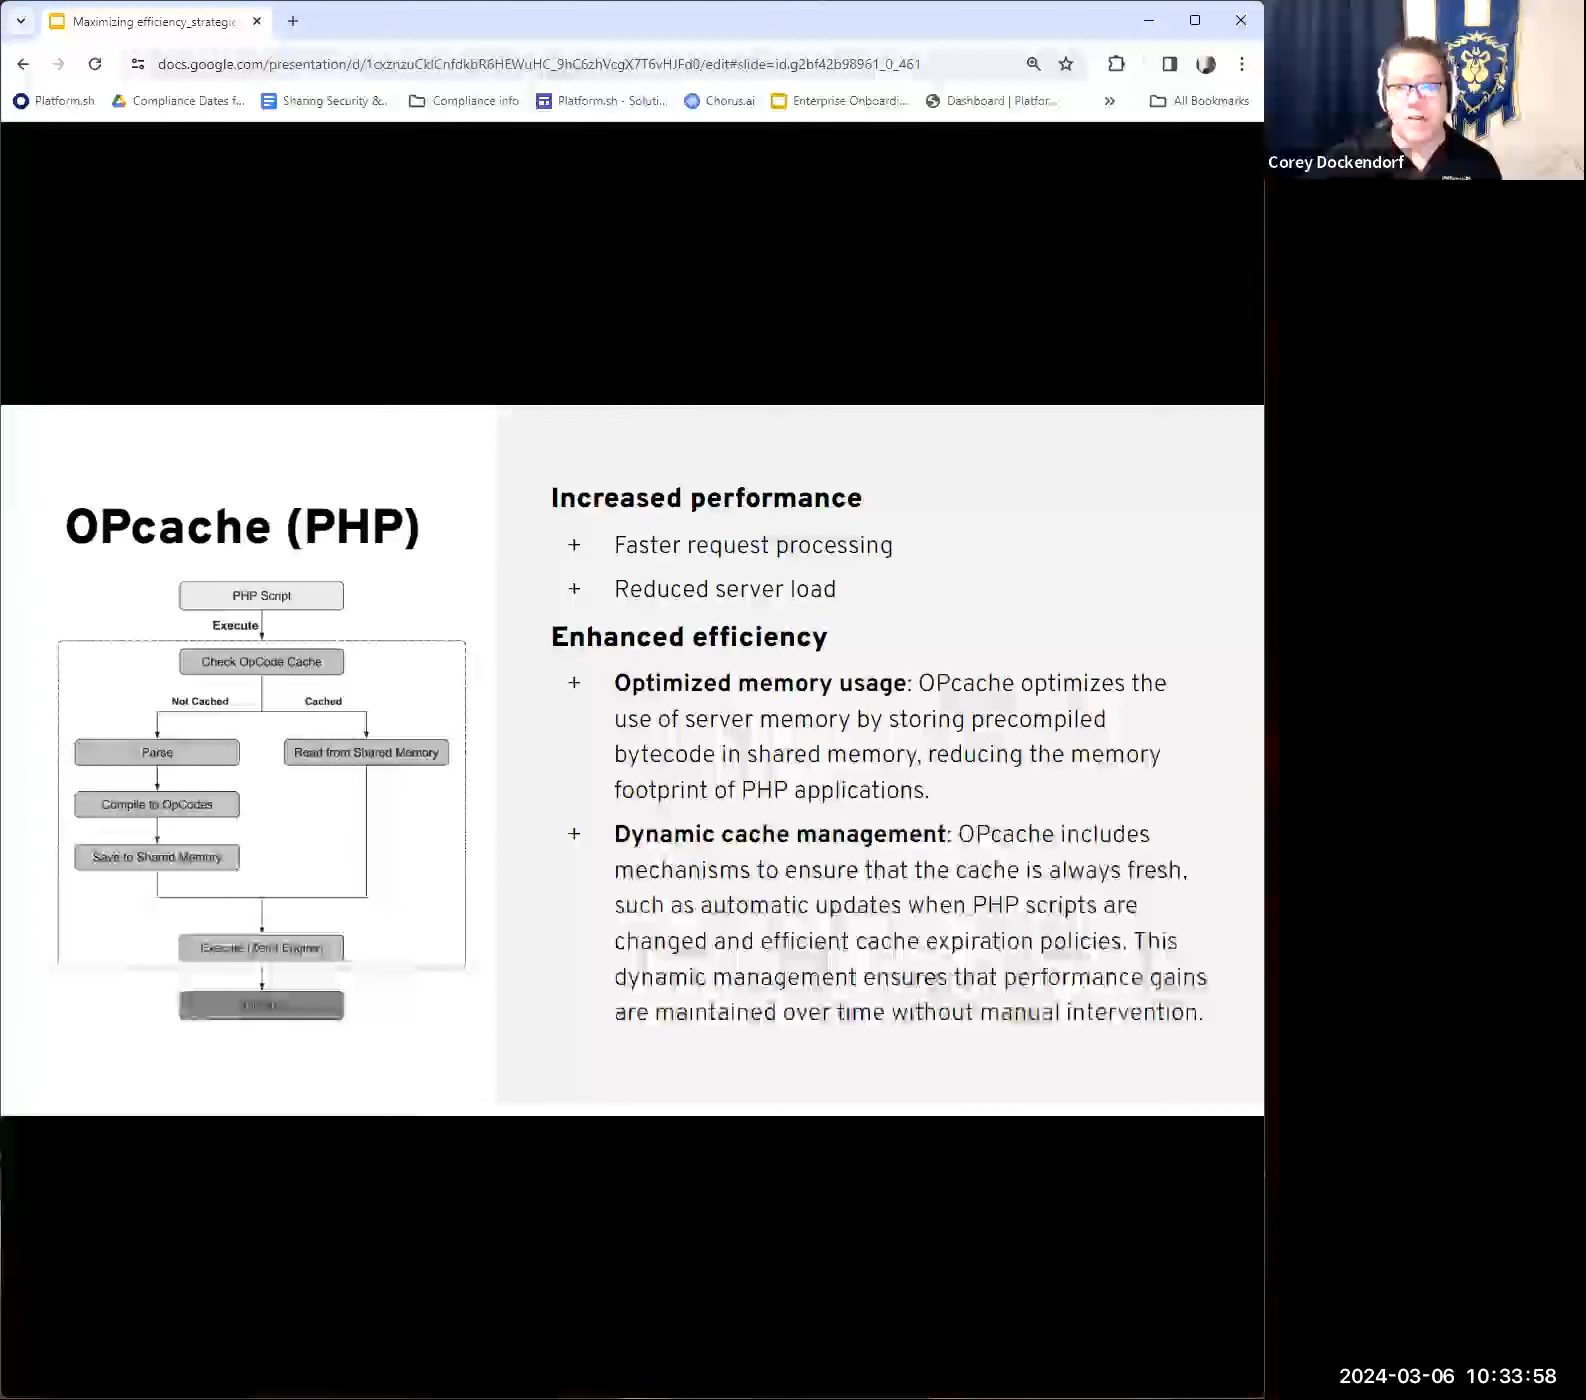 Maximizing efficiency_strategie
docs.google.com/presentation/d/1cxznzuCklCnfdkbR6HEWuHC_9hC6zhVcgX7T6vHJFd0/edit#slide=id.g2bf42b98961_0_461
Platform.sh
Compliance Dates f...
Sharing Security &...
Compliance info
Platform.sh - Soluti...
Chorus.ai
Enterprise Onboardi...
Dashboard | Platfor...
All Bookmarks
Corey Dockendorf
OPcache (PHP)
PHP Script
Execute
Check OpCode Cache
Not Cached
Cached
Parse
Read from Shared Memory
Compile to OpCodes
Save to Shared Memory
Execute (Zend Engine)
Increased performance
+ Faster request processing
+ Reduced server load
Enhanced efficiency
+ Optimized memory usage: OPcache optimizes the
use of server memory by storing precompiled
bytecode in shared memory, reducing the memory
footprint of PHP applications.
+ Dynamic cache management: OPcache includes
mechanisms to ensure that the cache is always fresh,
such as automatic updates when PHP scripts are
changed and efficient cache expiration policies. This
dynamic management ensures that performance gains
are maintained over time without manual intervention.
2024-03-06 10:33:58